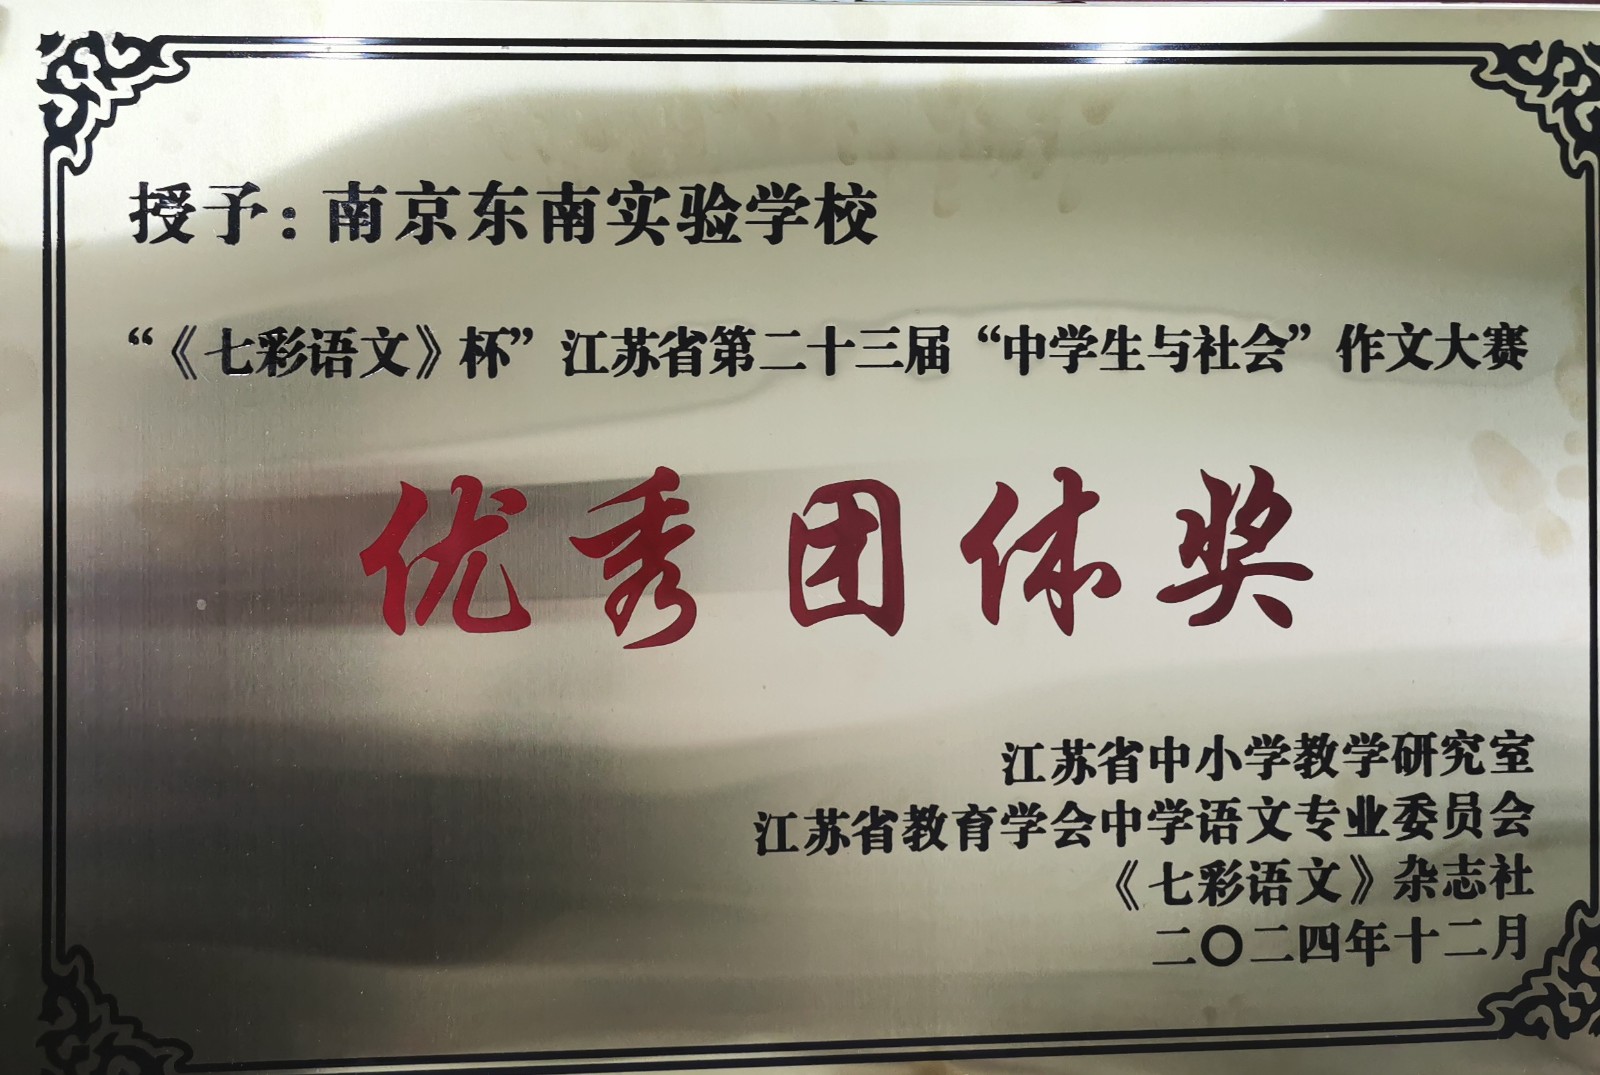 授予：南京东南实验学校
“《七彩语文》杯”江苏省第二十三届“中学生与社会”作文大赛
优秀团体奖
江苏省中小学教学研究室
江苏省教育学会中学语文专业委员会
《七彩语文》杂志社
二〇二四年十二月